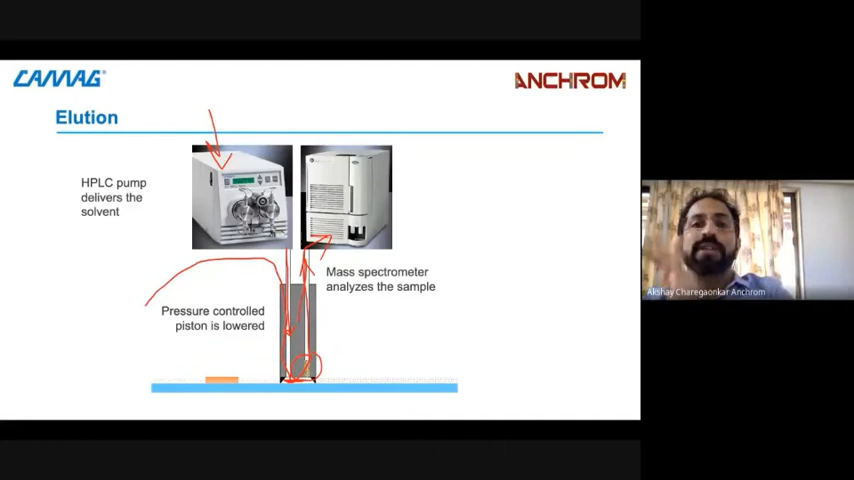 CAMAG
ANCHROM
Elution
HPLC pump
delivers the
solvent
Mass spectrometer
analyzes the sample
Pressure controlled
piston is lowered
Akshay Charegaonkar Anchrom